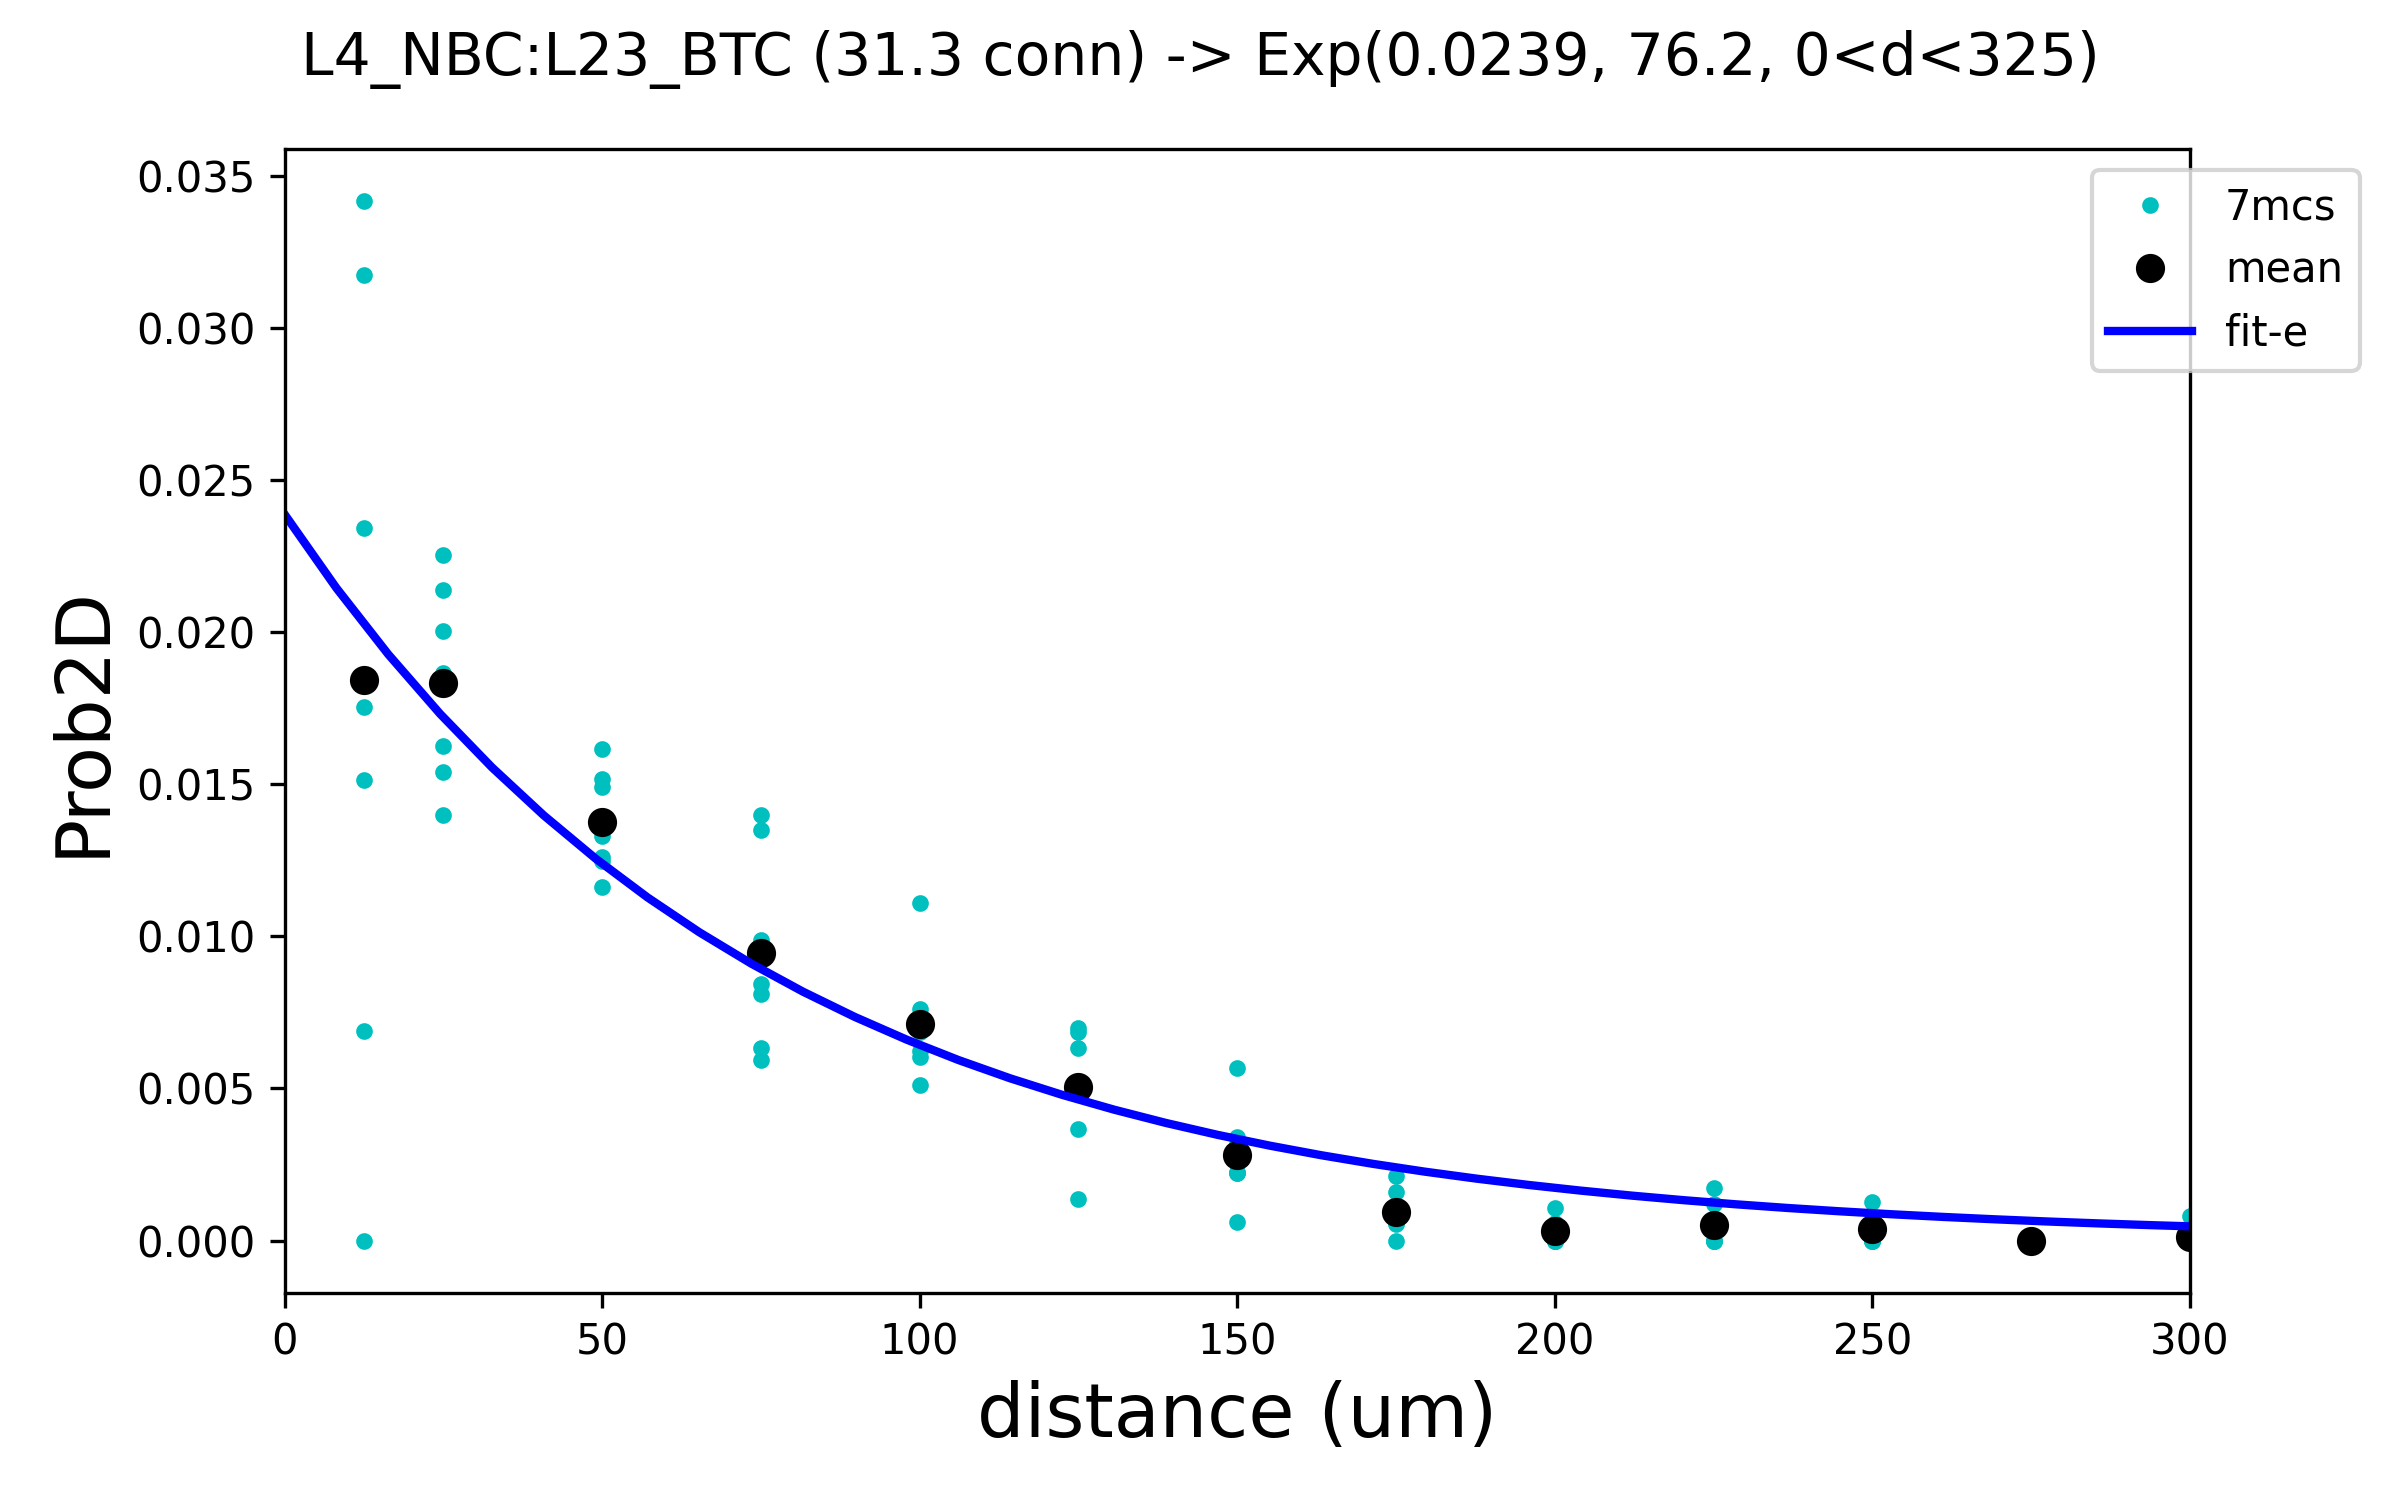 L4_NBC:L23_BTC (31.3 conn) -> Exp(0.0239, 76.2, 0<d<325)
0.035
0.030
0.025
0.020
0.015
0.010
0.005
0.000
Prob2D
7mcs
mean
fit-e
0 50 100 150 200 250 300
distance (um)